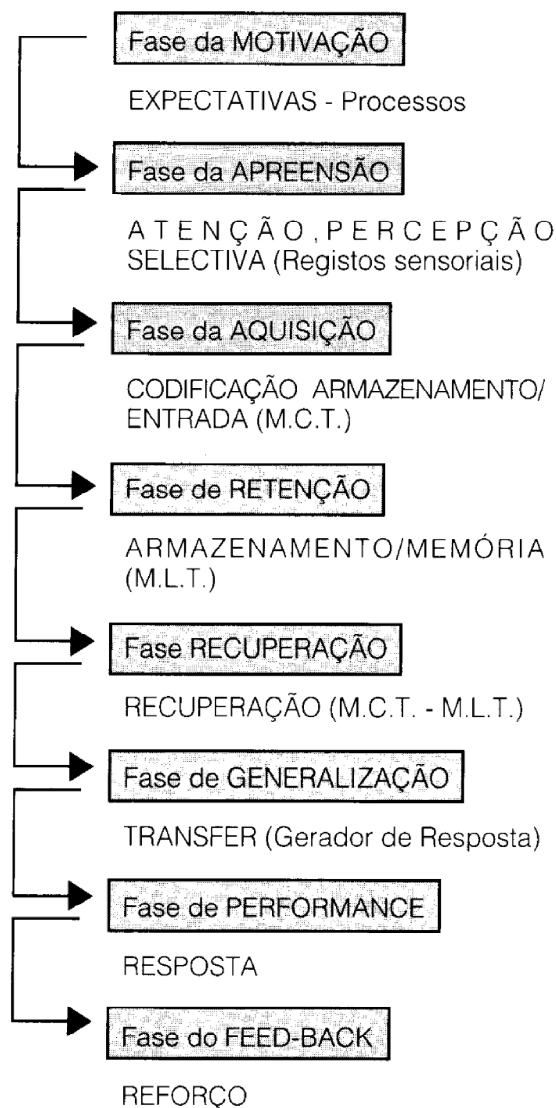 Fase da MOTIVAÇÃO
EXPECTATIVAS - Processos
Fase da APREENSÃO
ATENÇÃO, PERCEPÇÃO
SELECTIVA (Registos sensoriais)
Fase da AQUISIÇÃO
CODIFICAÇÃO ARMAZENAMENTO/
ENTRADA (M.C.T.)
Fase de RETENÇÃO
ARMAZENAMENTO/MEMÓRIA
(M.L.T.)
Fase RECUPERAÇÃO
RECUPERAÇÃO (M.C.T. - M.L.T.)
Fase de GENERALIZAÇÃO
TRANSFER (Gerador de Resposta)
Fase de PERFORMANCE
RESPOSTA
Fase do FEED-BACK
REFORÇO